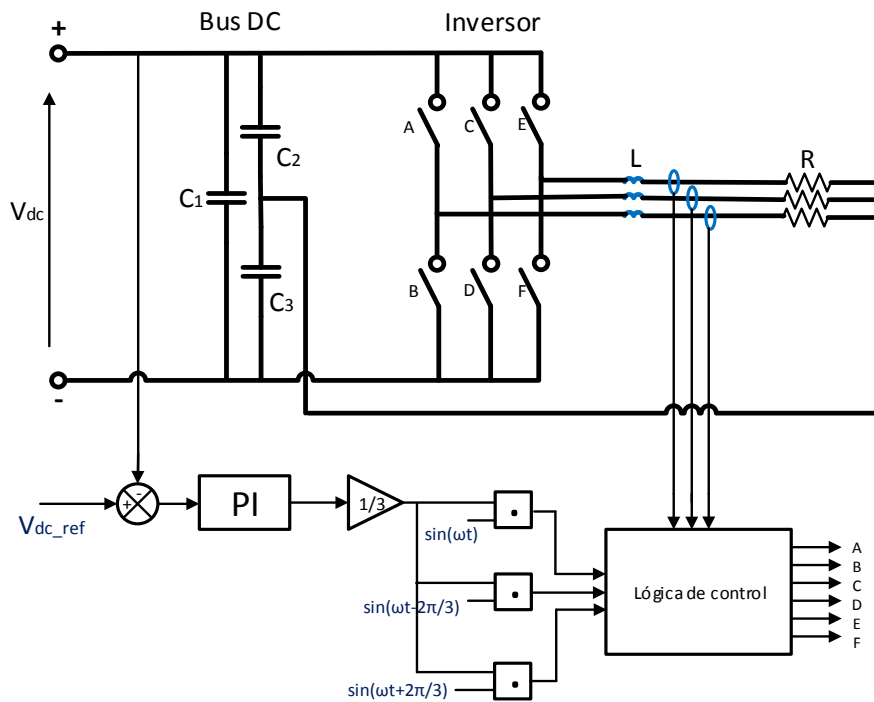 Bus DC
Inversor
+
A
C
E
C2
L
R
C1
Vdc
B
D
F
C3
-
-
+
PI
1/3
Vdc_ref
sin(ωt)
sin(ωt-2π/3)
sin(ωt+2π/3)
Lógica de control
A
B
C
D
E
F